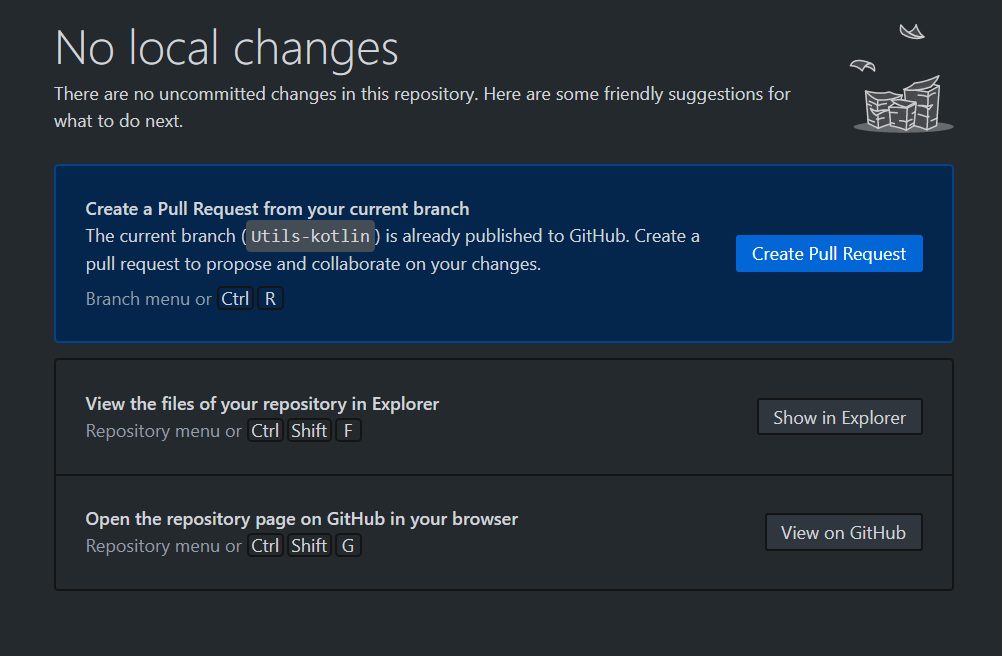 No local changes
There are no uncommitted changes in this repository. Here are some friendly suggestions for
what to do next.
Create a Pull Request from your current branch
The current branch (Utils-kotlin) is already published to GitHub. Create a
pull request to propose and collaborate on your changes.
Branch menu or Ctrl R
Create Pull Request
View the files of your repository in Explorer
Repository menu or Ctrl Shift F
Show in Explorer
Open the repository page on GitHub in your browser
Repository menu or Ctrl Shift G
View on GitHub